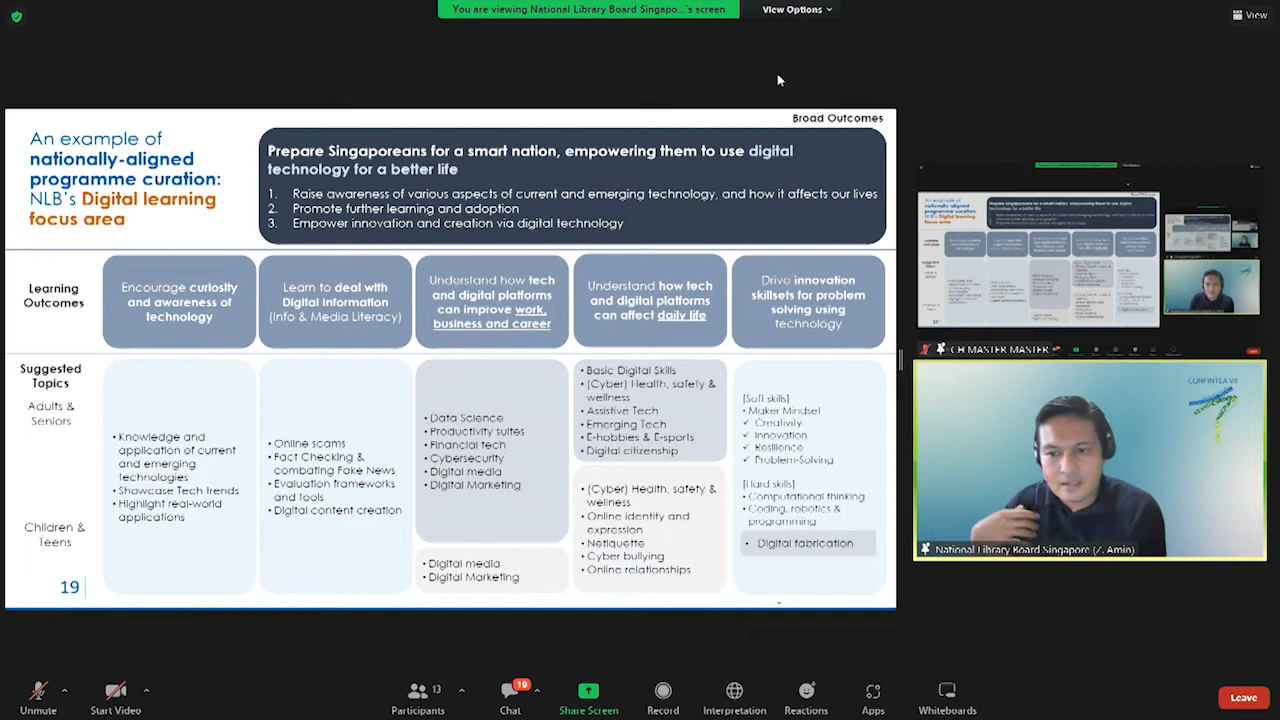 You are viewing National Library Board Singapo...'s screen
View Options
View
Broad Outcomes
An example of
nationally-aligned
programme curation:
NLB's Digital learning
focus area
Prepare Singaporeans for a smart nation, empowering them to use digital
technology for a better life
1. Raise awareness of various aspects of current and emerging technology, and how it affects our lives
2. Promote further learning and adoption
3. Embrace innovation and creation via digital technology
Learning
Outcomes
Encourage curiosity
and awareness of
technology
Learn to deal with
Digital Information
(Info & Media Literacy)
Understand how tech
and digital platforms
can improve work,
business and career
Understand how tech
and digital platforms
can affect daily life
Drive innovation
skillsets for problem
solving using
technology
Suggested
Topics
Adults &
Seniors
Children &
Teens
• Knowledge and
application of current
and emerging
technologies
• Showcase Tech trends
• Highlight real-world
applications
• Online scams
• Fact Checking &
combating Fake News
• Evaluation frameworks
and tools
• Digital content creation
• Data Science
• Productivity suites
• Financial tech
• Cybersecurity
• Digital media
• Digital Marketing
• Digital media
• Digital Marketing
• Basic Digital Skills
• (Cyber) Health, safety &
wellness
• Assistive Tech
• Emerging Tech
• E-hobbies & E-sports
• Digital citizenship
• (Cyber) Health, safety &
wellness
• Online identity and
expression
• Netiquette
• Cyber bullying
• Online relationships
[Soft skills]
• Maker Mindset
✓ Creativity
✓ Innovation
✓ Resilience
✓ Problem-Solving
[Hard skills]
• Computational thinking
• Coding, robotics &
programming
• Digital fabrication
19
CH MASTER MASTER
CONFINTEA VII
National Library Board Singapore (Z. Amin)
Unmute
Start Video
13
Participants
19
Chat
Share Screen
Record
Interpretation
Reactions
Apps
Whiteboards
Leave